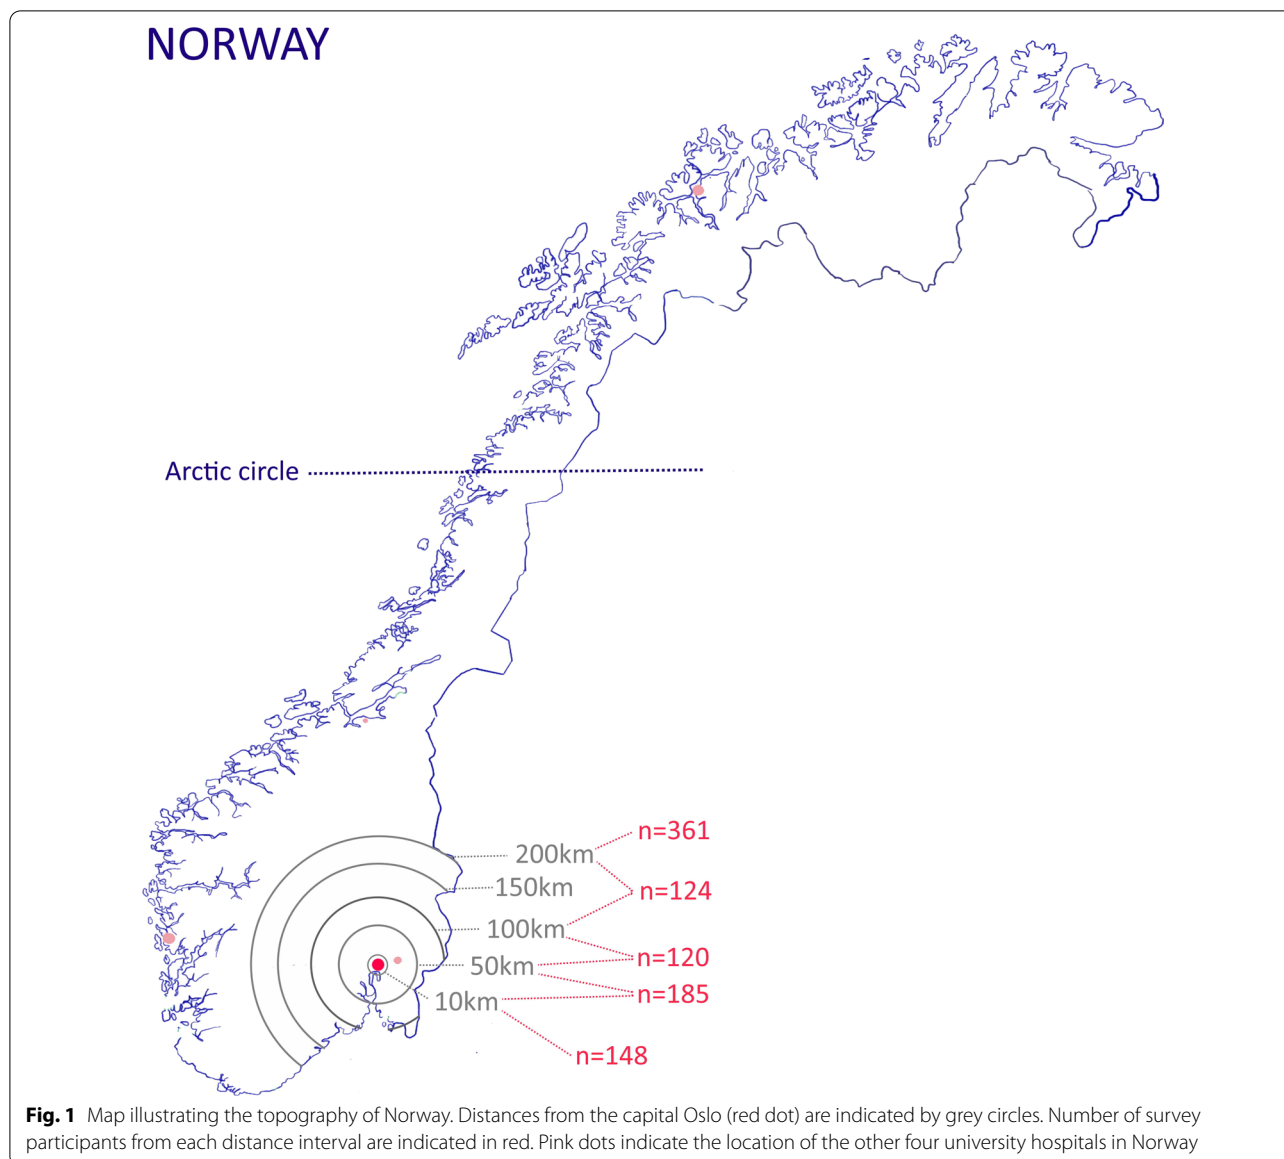 NORWAY
Arctic circle
n=361
200km
150km
n=124
100km
n=120
50km
n=185
10km
n=148
Fig. 1 Map illustrating the topography of Norway. Distances from the capital Oslo (red dot) are indicated by grey circles. Number of survey
participants from each distance interval are indicated in red. Pink dots indicate the location of the other four university hospitals in Norway